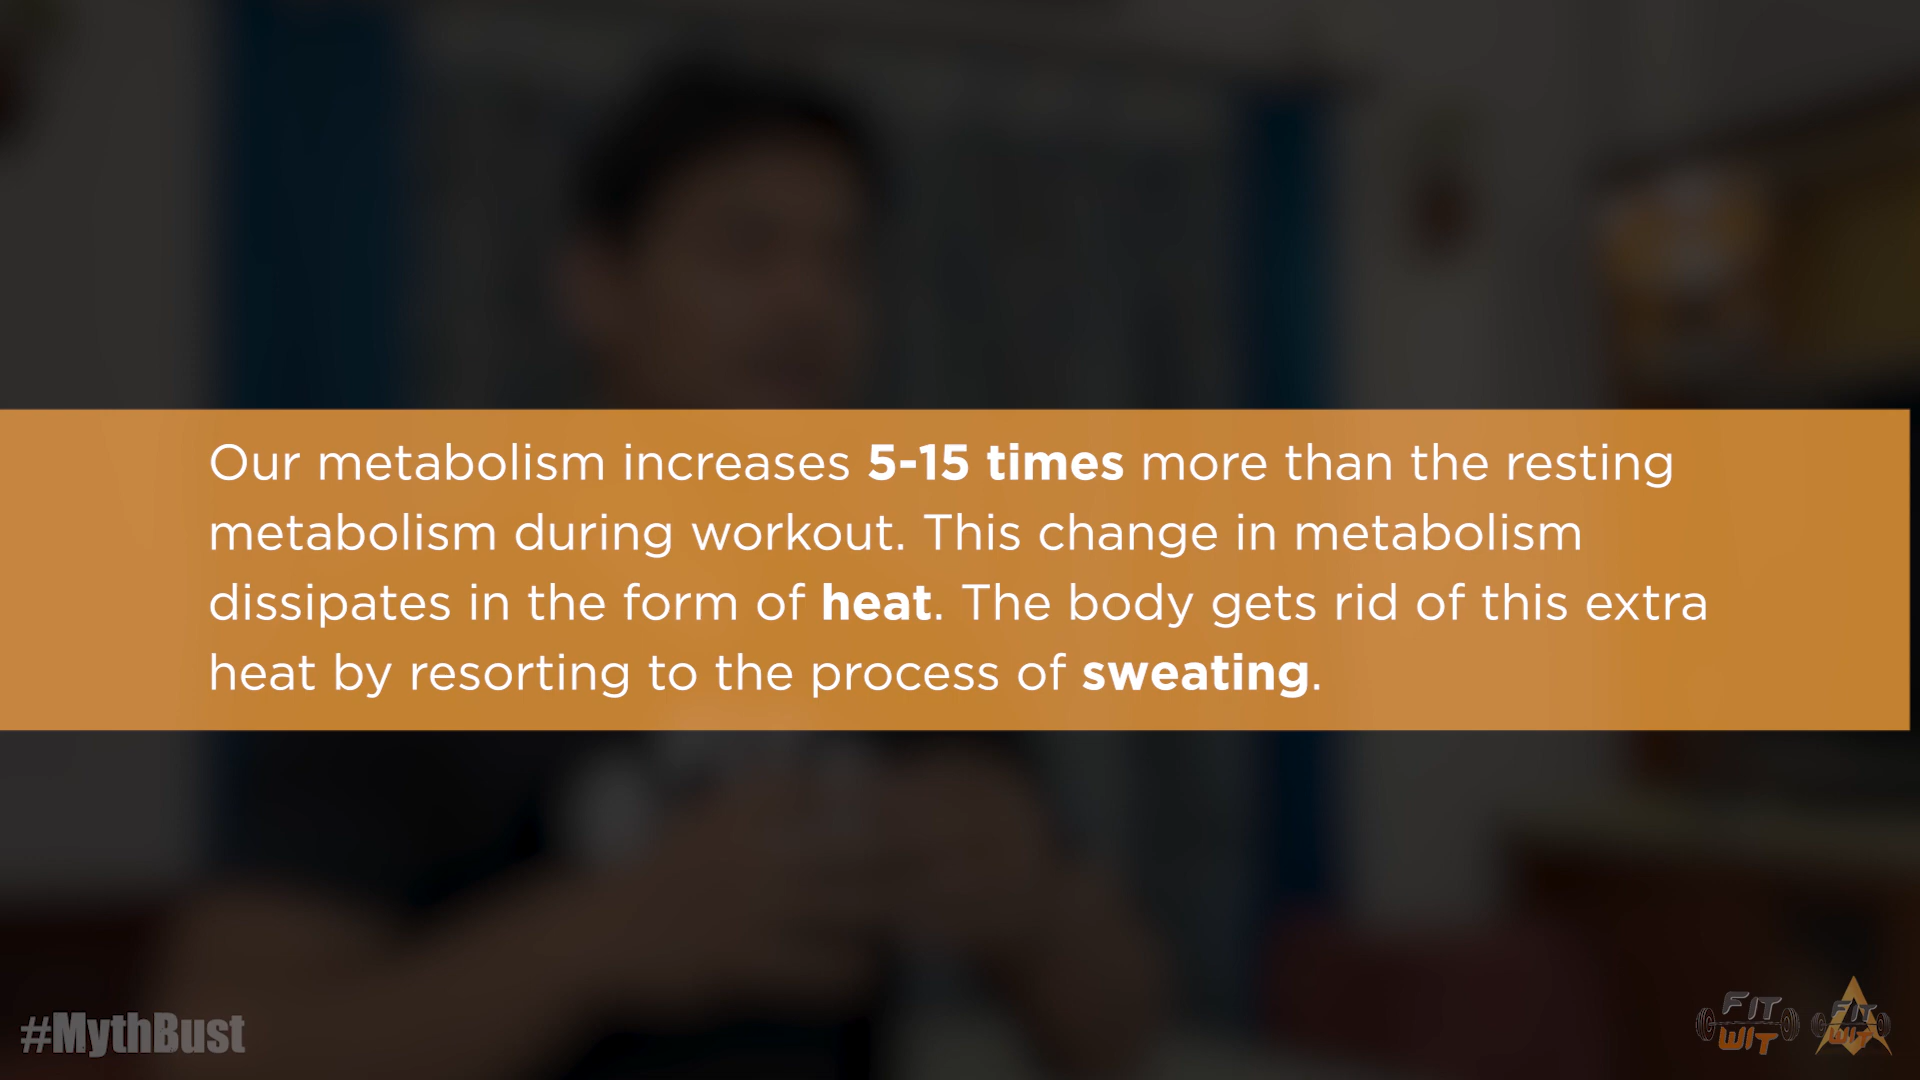 Our metabolism increases 5-15 times more than the resting
metabolism during workout. This change in metabolism
dissipates in the form of heat. The body gets rid of this extra
heat by resorting to the process of sweating.
#MythBust
FIT
WIT
FIT
WIT